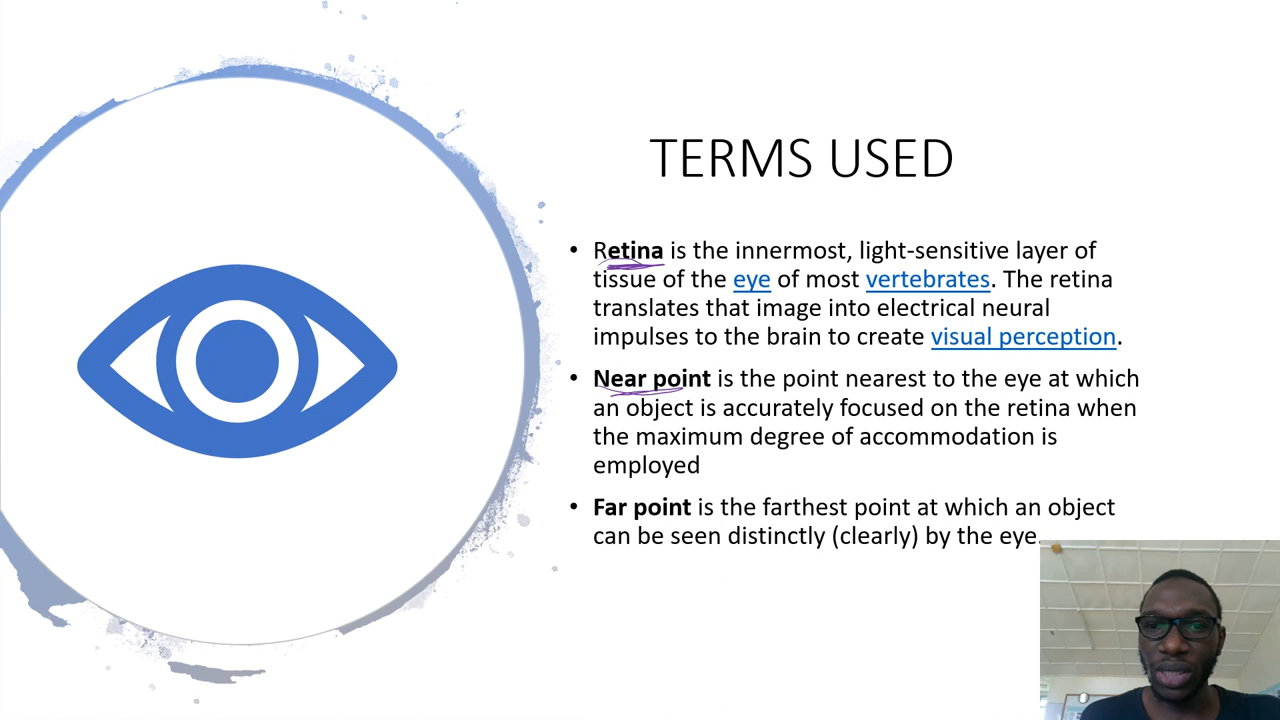 TERMS USED
• Retina is the innermost, light-sensitive layer of
tissue of the eye of most vertebrates. The retina
translates that image into electrical neural
impulses to the brain to create visual perception.
• Near point is the point nearest to the eye at which
an object is accurately focused on the retina when
the maximum degree of accommodation is
employed
• Far point is the farthest point at which an object
can be seen distinctly (clearly) by the eye.